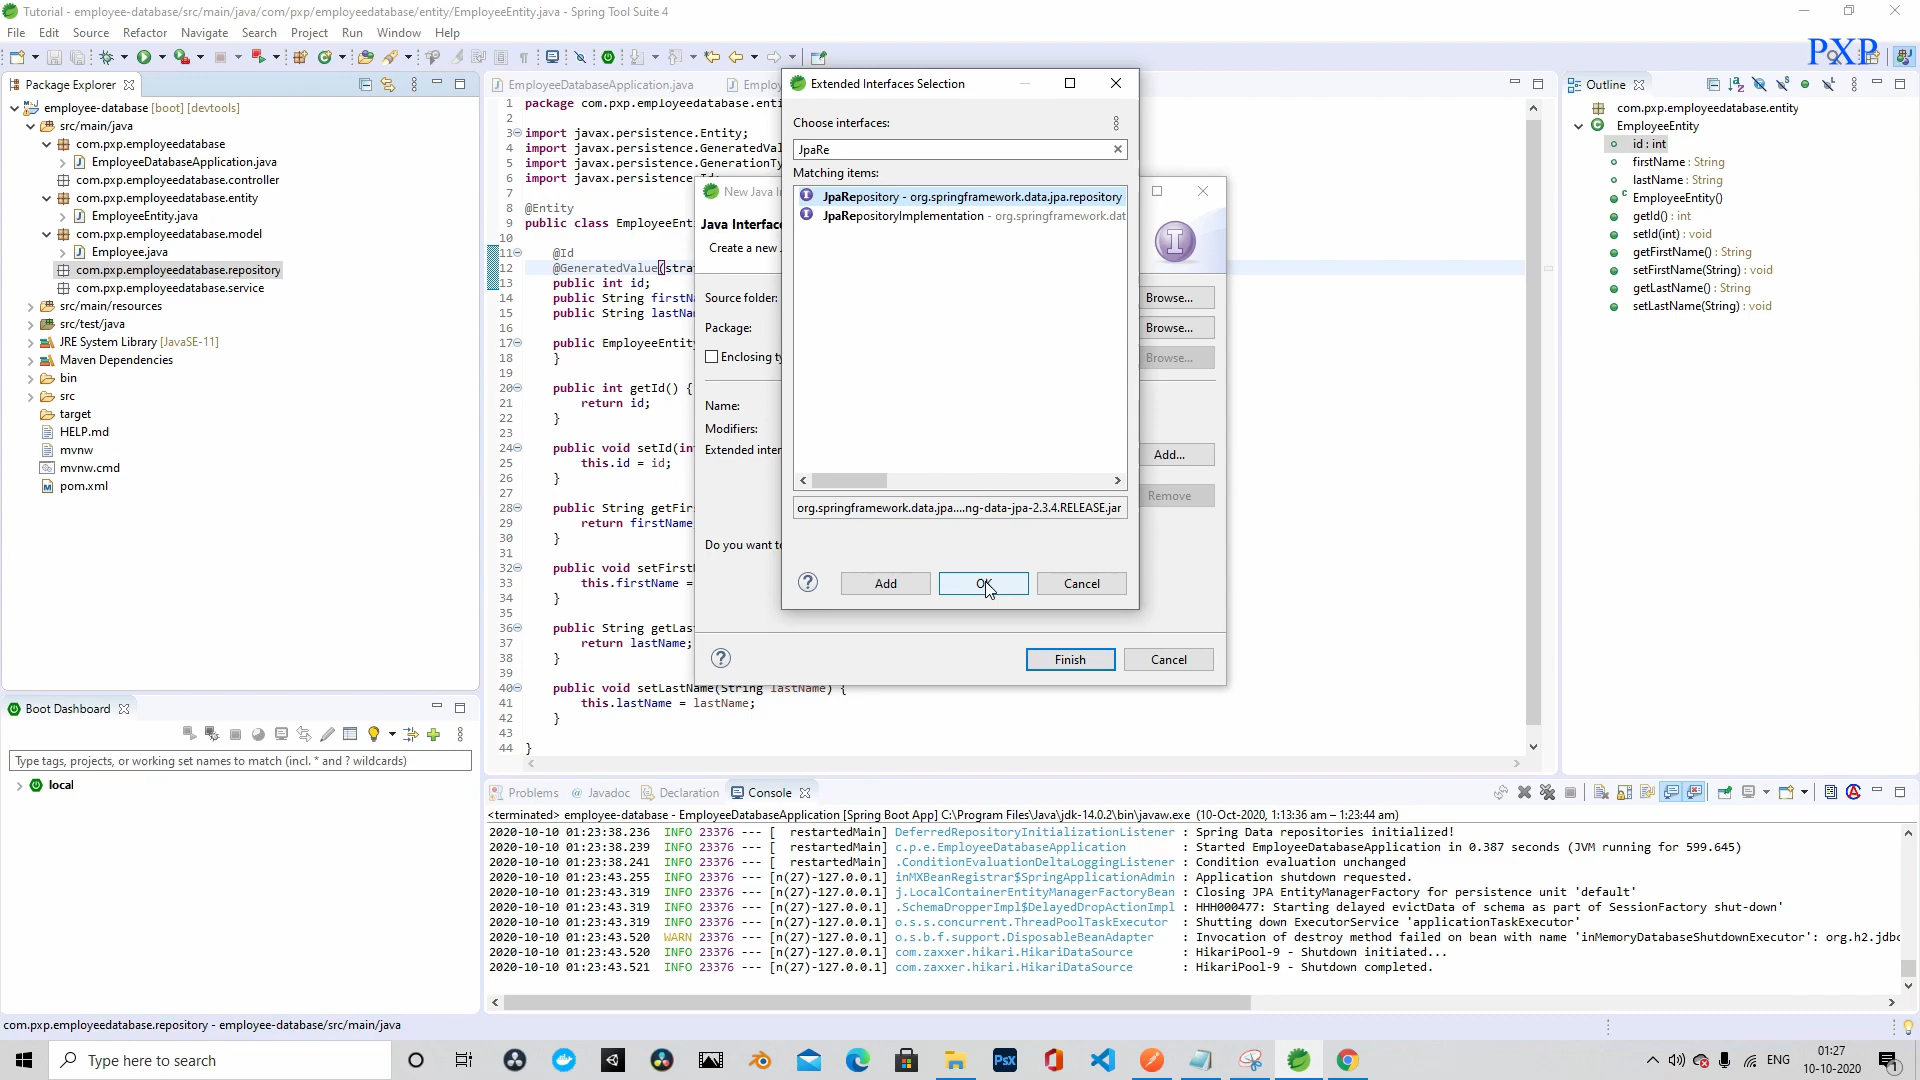 Tutorial - employee-database/src/main/java/com/pxp/employeedatabase/entity/EmployeeEntity.java - Spring Tool Suite 4
File Edit Source Refactor Navigate Search Project Run Window Help
PXP
Package Explorer
employee-database [boot] [devtools]
src/main/java
com.pxp.employeedatabase
EmployeeDatabaseApplication.java
com.pxp.employeedatabase.controller
com.pxp.employeedatabase.entity
EmployeeEntity.java
com.pxp.employeedatabase.model
Employee.java
com.pxp.employeedatabase.repository
com.pxp.employeedatabase.service
src/main/resources
src/test/java
JRE System Library [JavaSE-11]
Maven Dependencies
bin
src
target
HELP.md
mvnw
mvnw.cmd
pom.xml
Boot Dashboard
Type tags, projects, or working set names to match (incl. * and ? wildcards)
local
EmployeeDatabaseApplication.java
1 package com.pxp.employeedatabase.enti
2
3 import javax.persistence.Entity;
4 import javax.persistence.GeneratedVal
5 import javax.persistence.GenerationTy
6 import javax.persistence.
7
8 @Entity
9 public class EmployeeEnt
10
11 @Id
12 @GeneratedValue(strat
13 public int id;
14 public String firstNa
15 public String lastNam
16
17 public EmployeeEntity
18 }
19
20 public int getId() {
21 return id;
22 }
23
24 public void setId(int
25 this.id = id;
26 }
27
28 public String getFirs
29 return firstName
30 }
31
32 public void setFirstN
33 this.firstName =
34 }
35
36 public String getLast
37 return lastName;
38 }
39
40 public void setLastName(String lastName) {
41 this.lastName = lastName;
42 }
43
44 }
New Java In
Java Interface
Create a new
Source folder:
Package:
Enclosing ty
Name:
Modifiers:
Extended inter
Do you want to
Browse...
Browse...
Browse...
Add...
Remove
Finish
Cancel
Extended Interfaces Selection
Choose interfaces:
JpaRe
Matching items:
JpaRepository - org.springframework.data.jpa.repository
JpaRepositoryImplementation - org.springframework.dat
org.springframework.data.jpa....ng-data-jpa-2.3.4.RELEASE.jar
Add
OK
Cancel
Outline
com.pxp.employeedatabase.entity
EmployeeEntity
id : int
firstName : String
lastName : String
EmployeeEntity()
getId() : int
setId(int) : void
getFirstName() : String
setFirstName(String) : void
getLastName() : String
setLastName(String) : void
Problems Javadoc Declaration Console
<terminated> employee-database - EmployeeDatabaseApplication [Spring Boot App] C:\Program Files\Java\jdk-14.0.2\bin\javaw.exe (10-Oct-2020, 1:13:36 am – 1:23:44 am)
2020-10-10 01:23:38.236 INFO 23376 --- [ restartedMain] DeferredRepositoryInitializationListener : Spring Data repositories initialized!
2020-10-10 01:23:38.239 INFO 23376 --- [ restartedMain] c.p.e.EmployeeDatabaseApplication : Started EmployeeDatabaseApplication in 0.387 seconds (JVM running for 599.645)
2020-10-10 01:23:38.241 INFO 23376 --- [ restartedMain] .ConditionEvaluationDeltaLoggingListener : Condition evaluation unchanged
2020-10-10 01:23:43.255 INFO 23376 --- [n(27)-127.0.0.1] inMXBeanRegistrar$SpringApplicationAdmin : Application shutdown requested.
2020-10-10 01:23:43.319 INFO 23376 --- [n(27)-127.0.0.1] j.LocalContainerEntityManagerFactoryBean : Closing JPA EntityManagerFactory for persistence unit 'default'
2020-10-10 01:23:43.319 INFO 23376 --- [n(27)-127.0.0.1] .SchemaDropperImpl$DelayedDropActionImpl : HHH000477: Starting delayed evictData of schema as part of SessionFactory shut-down'
2020-10-10 01:23:43.319 INFO 23376 --- [n(27)-127.0.0.1] o.s.s.concurrent.ThreadPoolTaskExecutor : Shutting down ExecutorService 'applicationTaskExecutor'
2020-10-10 01:23:43.520 WARN 23376 --- [n(27)-127.0.0.1] o.s.b.f.support.DisposableBeanAdapter : Invocation of destroy method failed on bean with name 'inMemoryDatabaseShutdownExecutor': org.h2.jdbc
2020-10-10 01:23:43.520 INFO 23376 --- [n(27)-127.0.0.1] com.zaxxer.hikari.HikariDataSource : HikariPool-9 - Shutdown initiated...
2020-10-10 01:23:43.521 INFO 23376 --- [n(27)-127.0.0.1] com.zaxxer.hikari.HikariDataSource : HikariPool-9 - Shutdown completed.
com.pxp.employeedatabase.repository - employee-database/src/main/java
Type here to search
PsX
ENG
01:27
10-10-2020